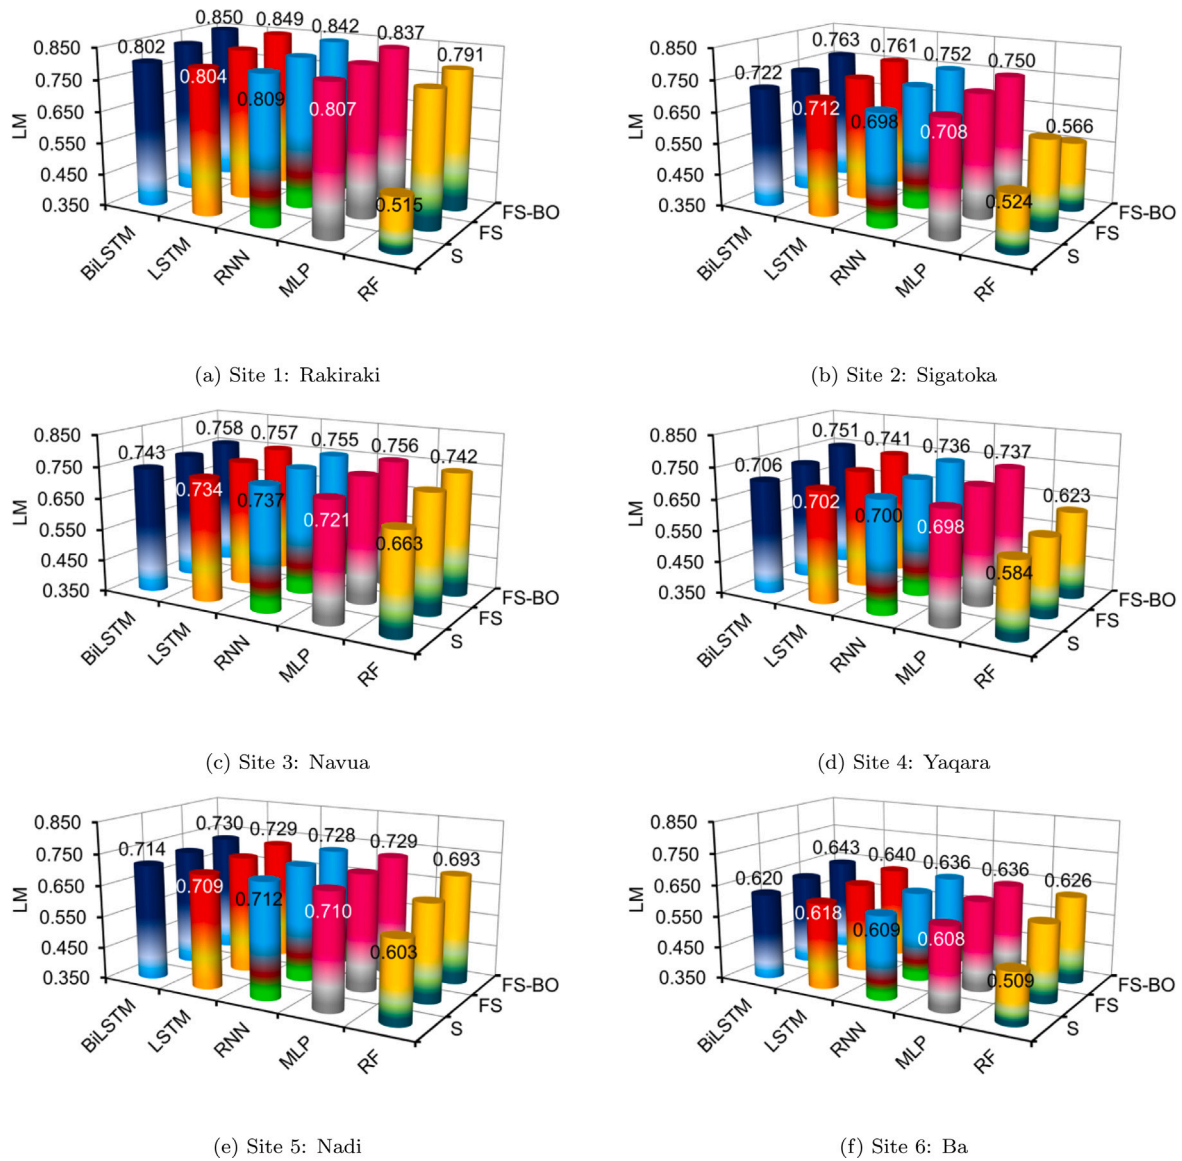 0.850
0.849
0.842
0.837
0.791
0.802
0.804
0.809
0.807
0.515
0.850
0.750
0.650
0.550
0.450
0.350
LM
BiLSTM
LSTM
RNN
MLP
RF
S
FS
FS-BO
(a) Site 1: Rakiraki
0.763
0.761
0.752
0.750
0.566
0.722
0.712
0.698
0.708
0.524
0.850
0.750
0.650
0.550
0.450
0.350
LM
BiLSTM
LSTM
RNN
MLP
RF
S
FS
FS-BO
(b) Site 2: Sigatoka
0.758
0.757
0.755
0.756
0.742
0.743
0.734
0.737
0.721
0.663
0.850
0.750
0.650
0.550
0.450
0.350
LM
BiLSTM
LSTM
RNN
MLP
RF
S
FS
FS-BO
(c) Site 3: Navua
0.751
0.741
0.736
0.737
0.623
0.706
0.702
0.700
0.698
0.584
0.850
0.750
0.650
0.550
0.450
0.350
LM
BiLSTM
LSTM
RNN
MLP
RF
S
FS
FS-BO
(d) Site 4: Yaqara
0.730
0.729
0.728
0.729
0.693
0.714
0.709
0.712
0.710
0.603
0.850
0.750
0.650
0.550
0.450
0.350
LM
BiLSTM
LSTM
RNN
MLP
RF
S
FS
FS-BO
(e) Site 5: Nadi
0.643
0.640
0.636
0.636
0.626
0.620
0.618
0.609
0.608
0.509
0.850
0.750
0.650
0.550
0.450
0.350
LM
BiLSTM
LSTM
RNN
MLP
RF
S
FS
FS-BO
(f) Site 6: Ba